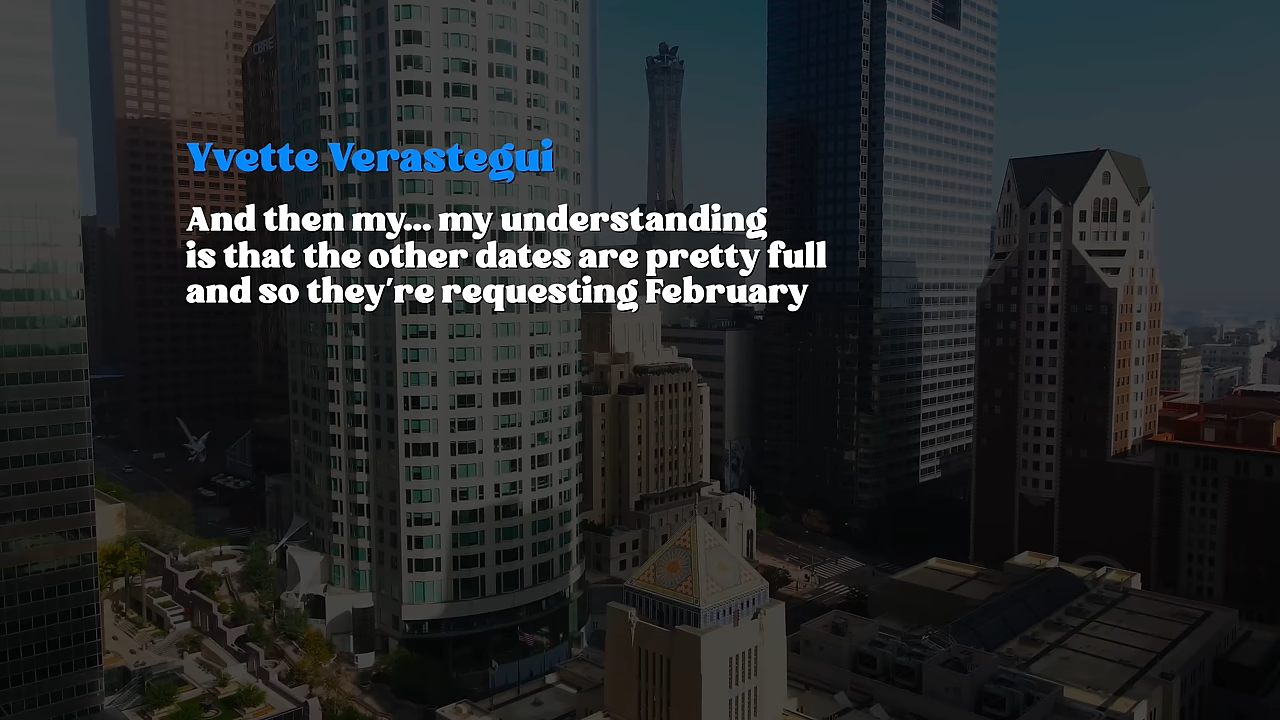 CBRE
Yvette Verastegui
And then my... my understanding
is that the other dates are pretty full
and so they're requesting February